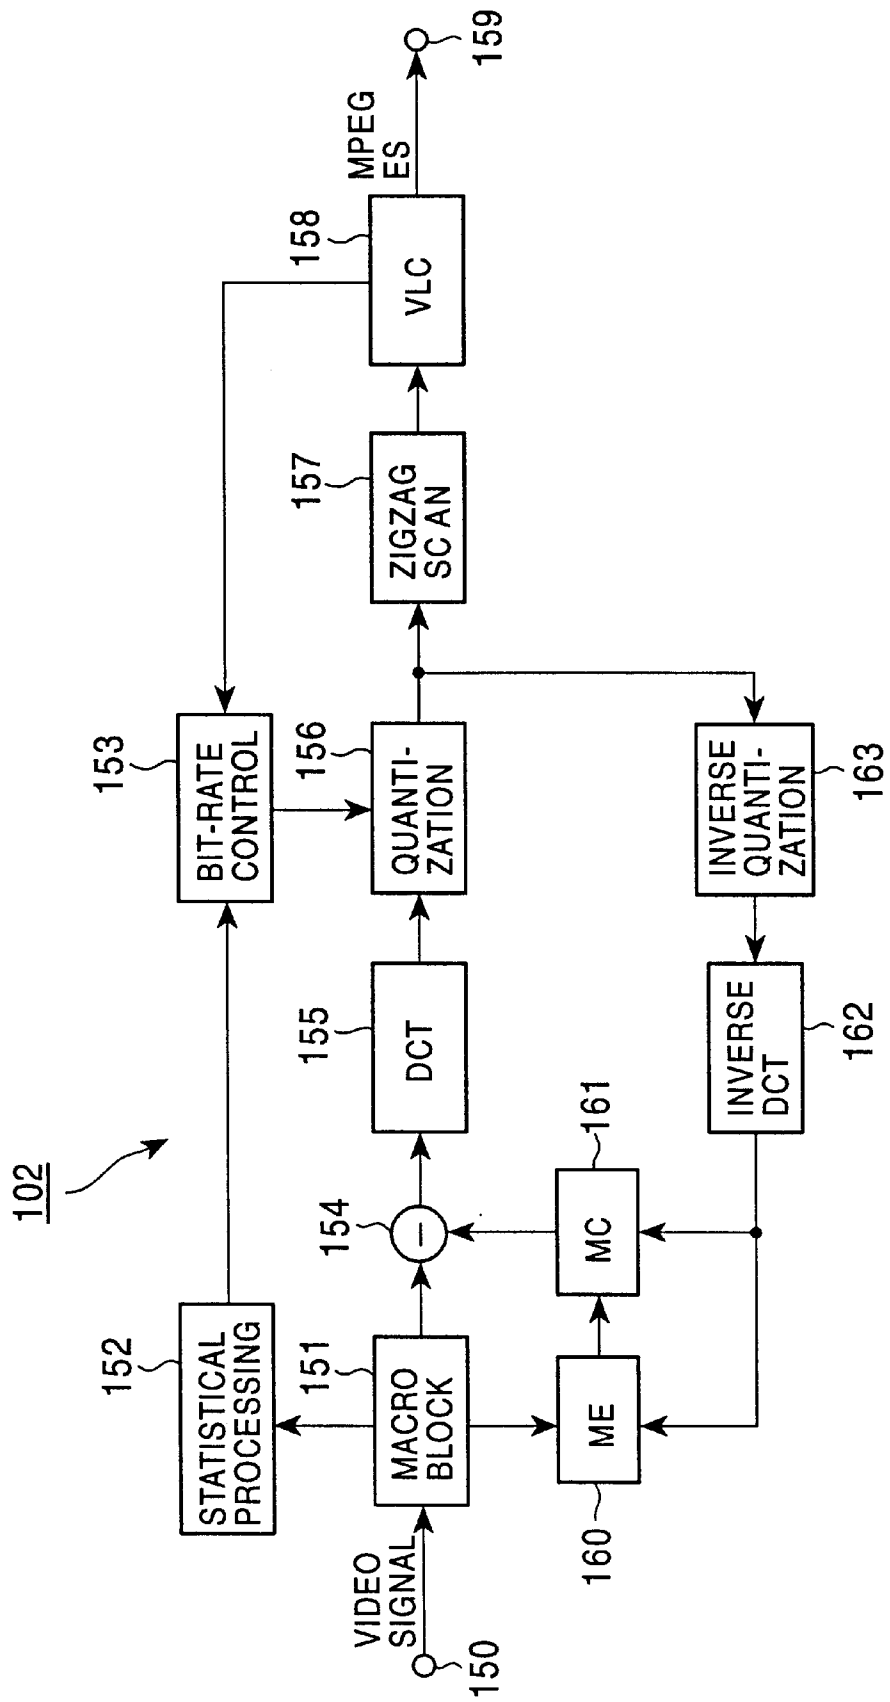 102
152
STATISTICAL
PROCESSING
153
BIT-RATE
CONTROL
150
VIDEO
SIGNAL
151
MACRO
BLOCK
154
−
155
DCT
156
QUANTI-
ZATION
157
ZIGZAG
SCAN
158
VLC
MPEG
ES
159
160
ME
161
MC
162
INVERSE
DCT
163
INVERSE
QUANTI-
ZATION